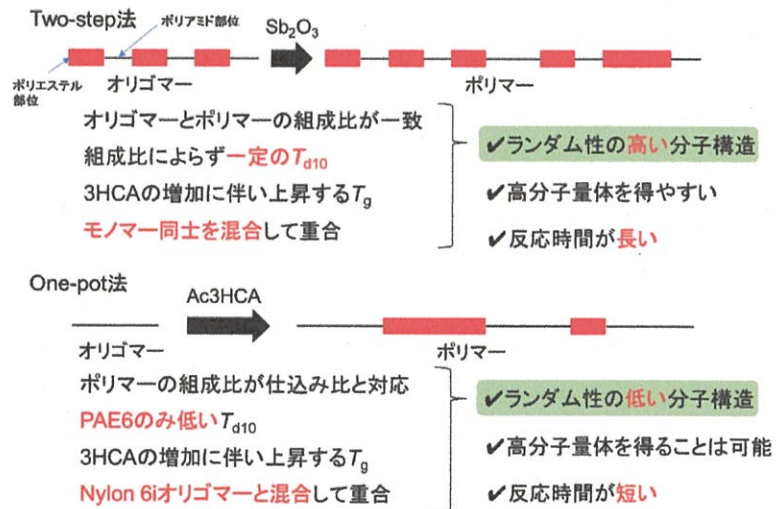 Two-step法
ポリアミド部位
Sb2O3
ポリエステル
部位
オリゴマー
ポリマー
オリゴマーとポリマーの組成比が一致
組成比によらず一定のTd10
3HCAの増加に伴い上昇するTg
モノマー同士を混合して重合
✔ランダム性の高い分子構造
✔高分子量体を得やすい
✔反応時間が長い
One-pot法
Ac3HCA
オリゴマー
ポリマー
ポリマーの組成比が仕込み比と対応
PAE6のみ低いTd10
3HCAの増加に伴い上昇するTg
Nylon 6iオリゴマーと混合して重合
✔ランダム性の低い分子構造
✔高分子量体を得ることは可能
✔反応時間が短い